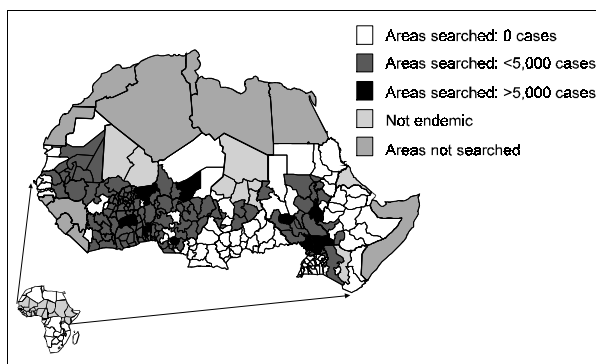 Areas searched: 0 cases
Areas searched: <5,000 cases
Areas searched: >5,000 cases
Not endemic
Areas not searched